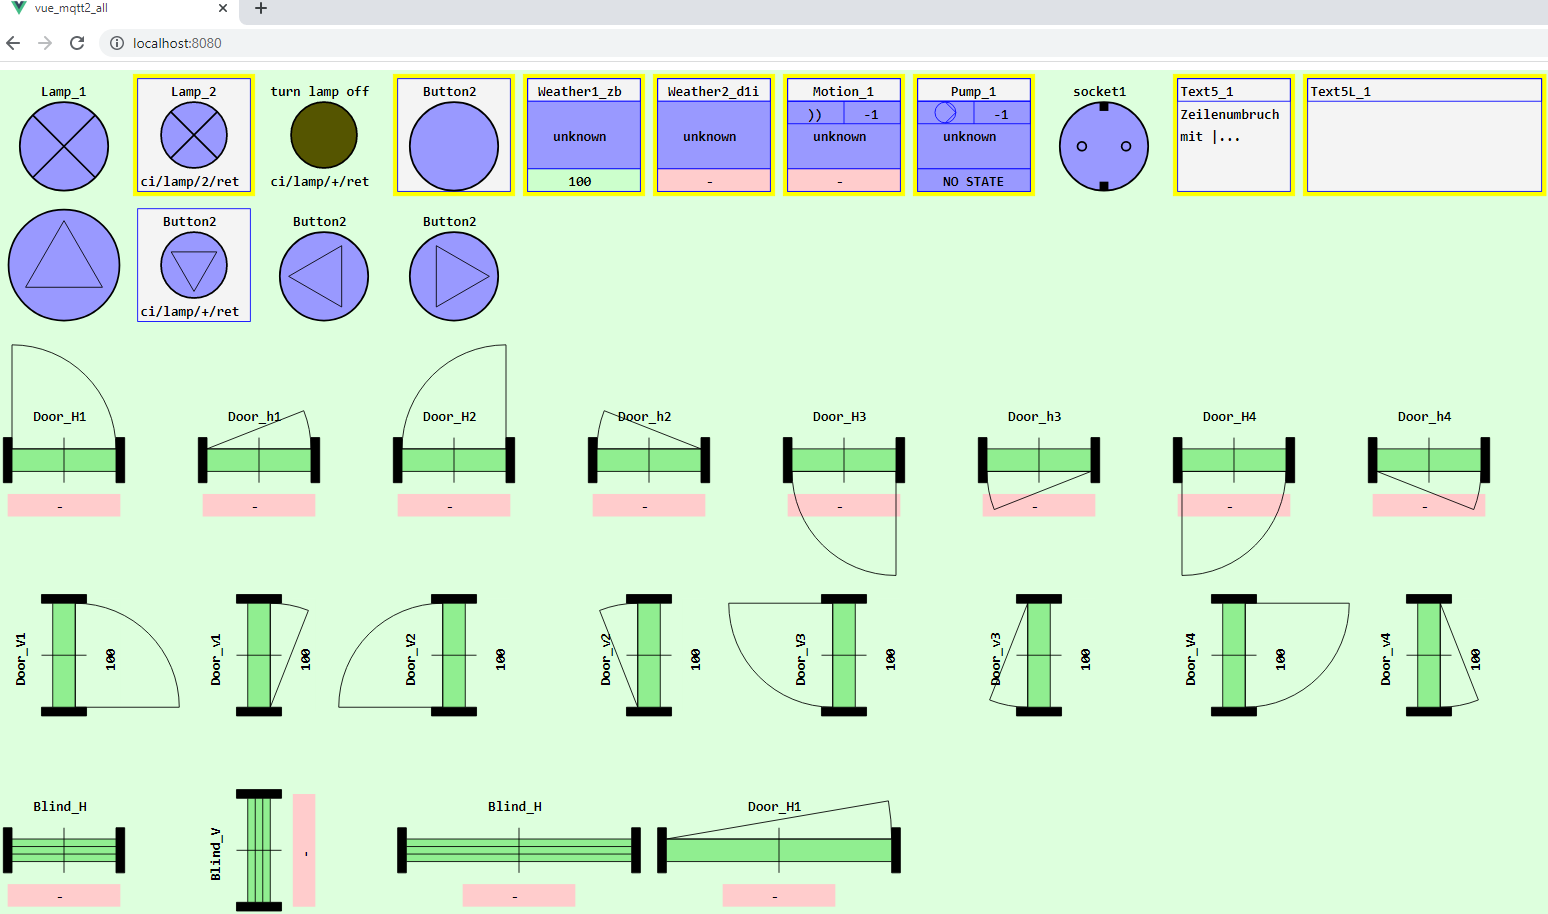 vue_mqtt2_all
localhost:8080
Lamp_1
Lamp_2
turn lamp off
Button2
Weather1_zb
Weather2_d1i
Motion_1
Pump_1
socket1
Text5_1
Text5L_1
)) -1
-1
Zeilenumbruch
unknown
unknown
unknown
unknown
mit |...
ci/lamp/2/ret
ci/lamp/+/ret
100
-
-
NO STATE
Button2
Button2
Button2
ci/lamp/+/ret
Door_H1
Door_h1
Door_H2
Door_h2
Door_H3
Door_h3
Door_H4
Door_h4
-
-
-
-
-
-
-
-
Door_V1
100
Door_v1
100
Door_V2
100
Door_v2
100
Door_V3
100
Door_v3
100
Door_V4
100
Door_v4
100
Blind_H
Blind_V
-
Blind_H
Door_H1
-
-
-